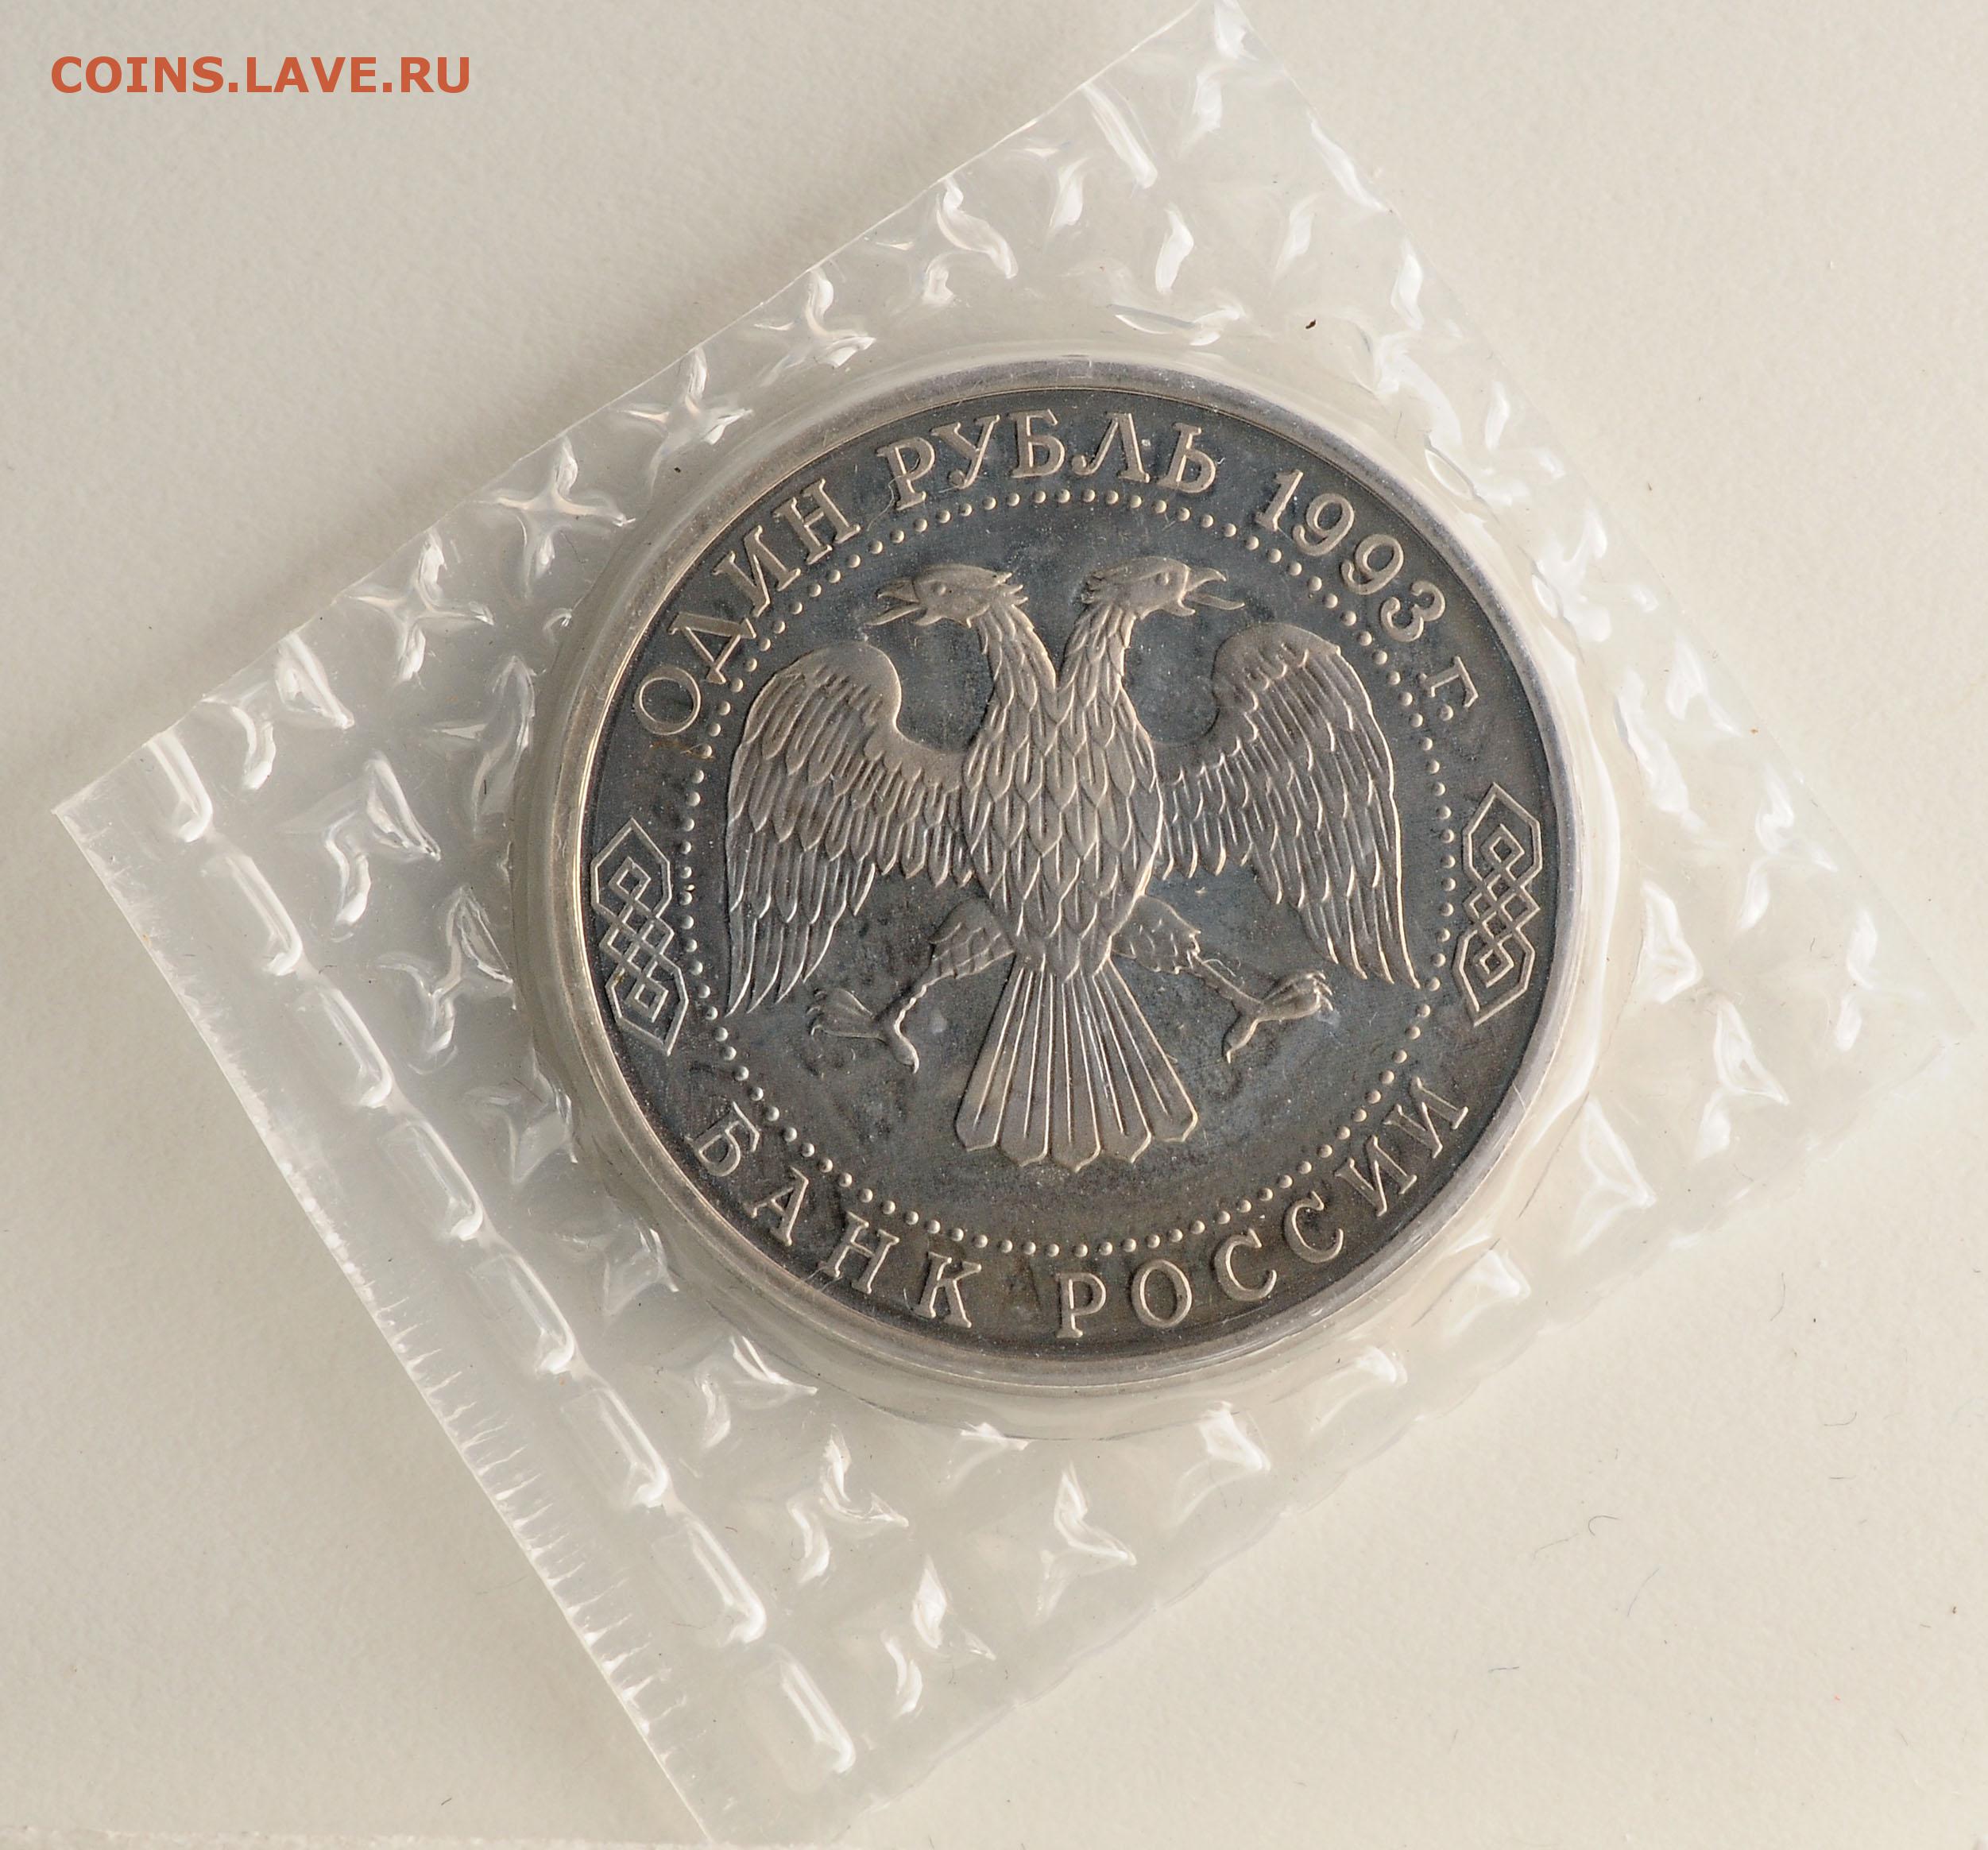 COINS.LAVE.RU
ОДИН РУБЛЬ 1993 г.
БАНК РОССИИ